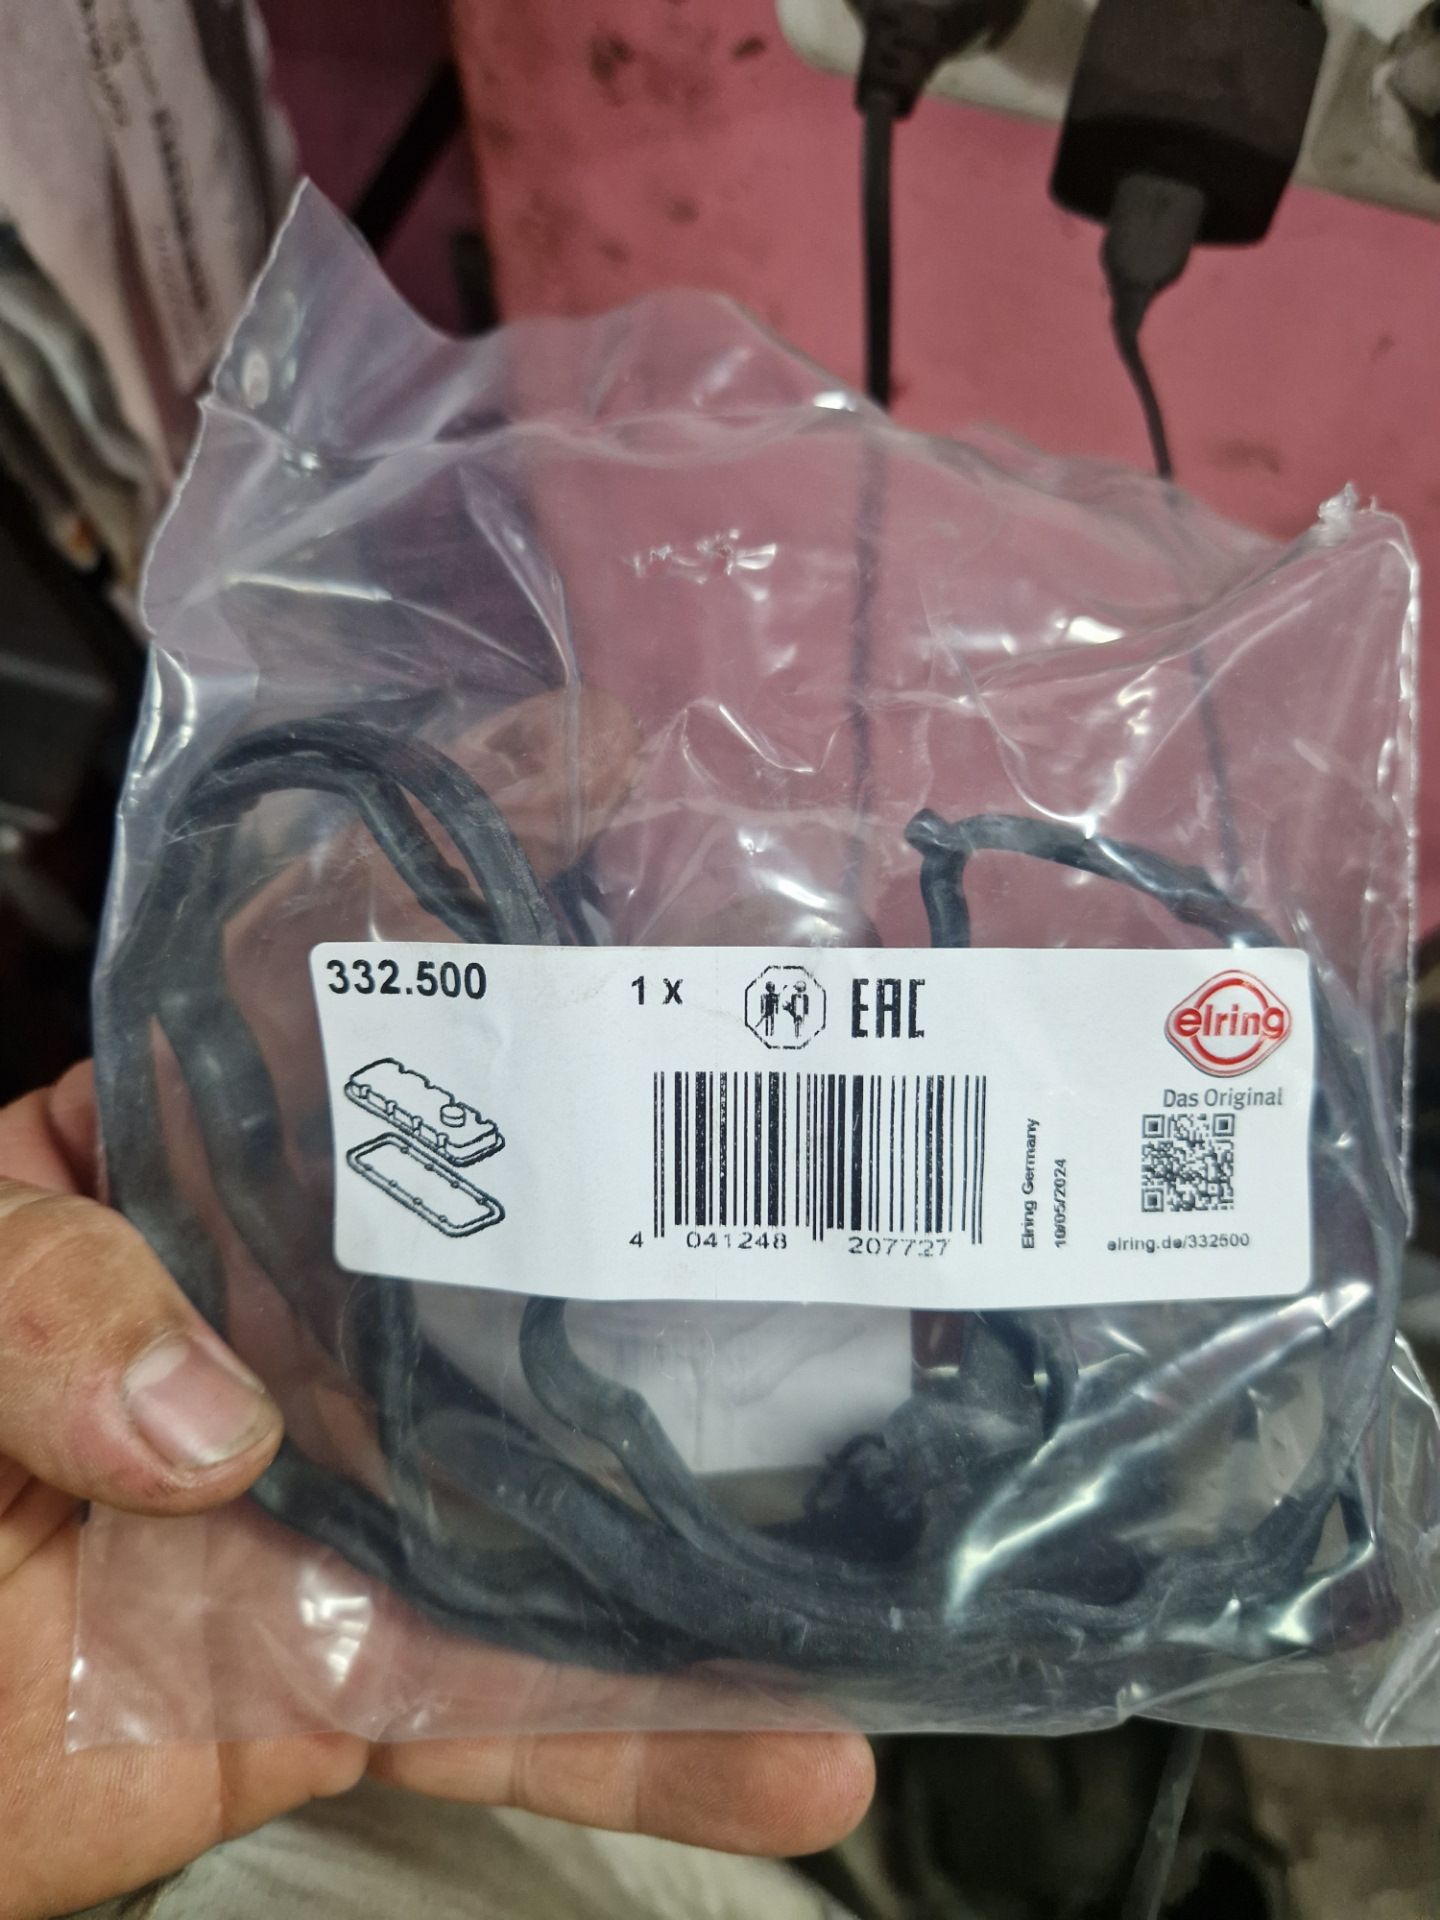 332.500
1 x
EAC
elring
Das Original
4 041248 207727
Elring Germany
10/05/2024
elring.de/332500